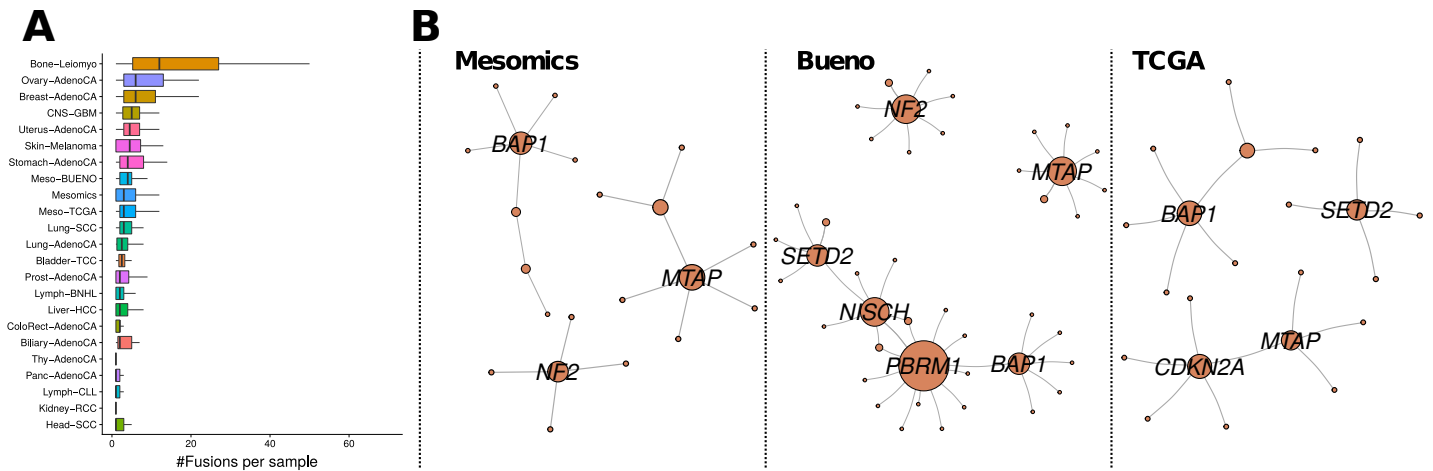 A
Bone-Leiomyo
Ovary-AdenoCA
Breast-AdenoCA
CNS-GBM
Uterus-AdenoCA
Skin-Melanoma
Stomach-AdenoCA
Meso-BUENO
Mesomics
Meso-TCGA
Lung-SCC
Lung-AdenoCA
Bladder-TCC
Prost-AdenoCA
Lymph-BNHL
Liver-HCC
ColoRect-AdenoCA
Biliary-AdenoCA
Thy-AdenoCA
Panc-AdenoCA
Lymph-CLL
Kidney-RCC
Head-SCC
0 20 40 60
#Fusions per sample
B
Mesomics
BAP1
MTAP
NF2
Bueno
NF2
MTAP
SETD2
NISCH
PBRM1
BAP1
TCGA
BAP1
SETD2
MTAP
CDKN2A